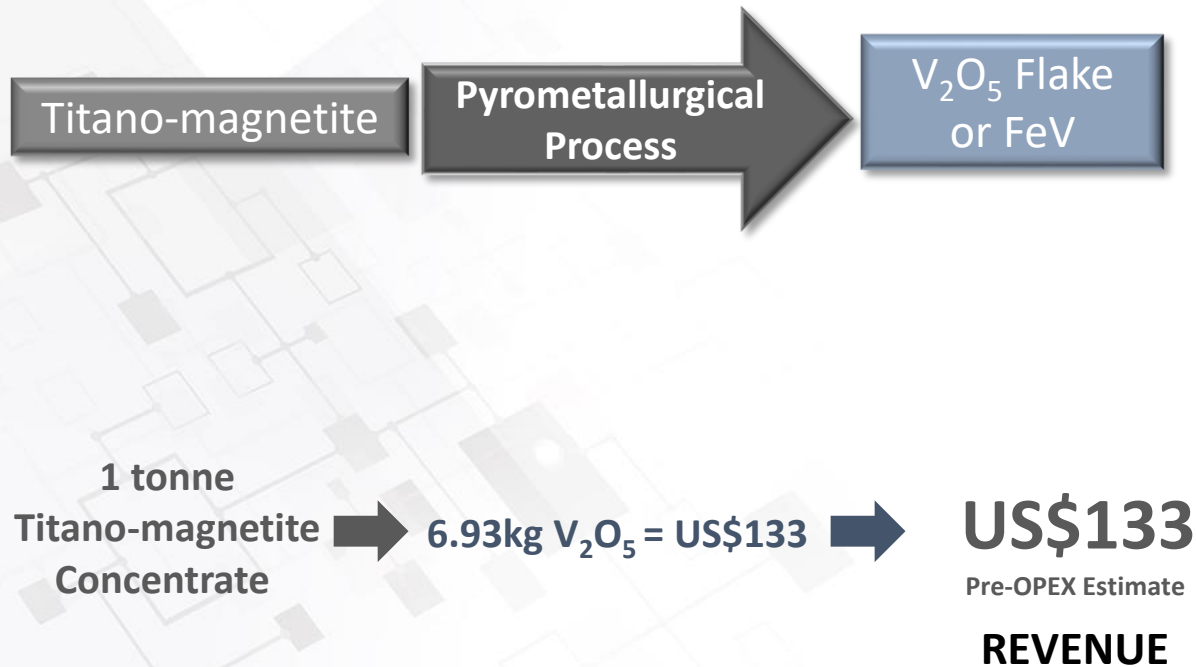 Titano-magnetite
Pyrometallurgical
Process
V₂O₅ Flake
or FeV
1 tonne
Titano-magnetite
Concentrate
6.93kg V₂O₅ = US$133
US$133
Pre-OPEX Estimate
REVENUE